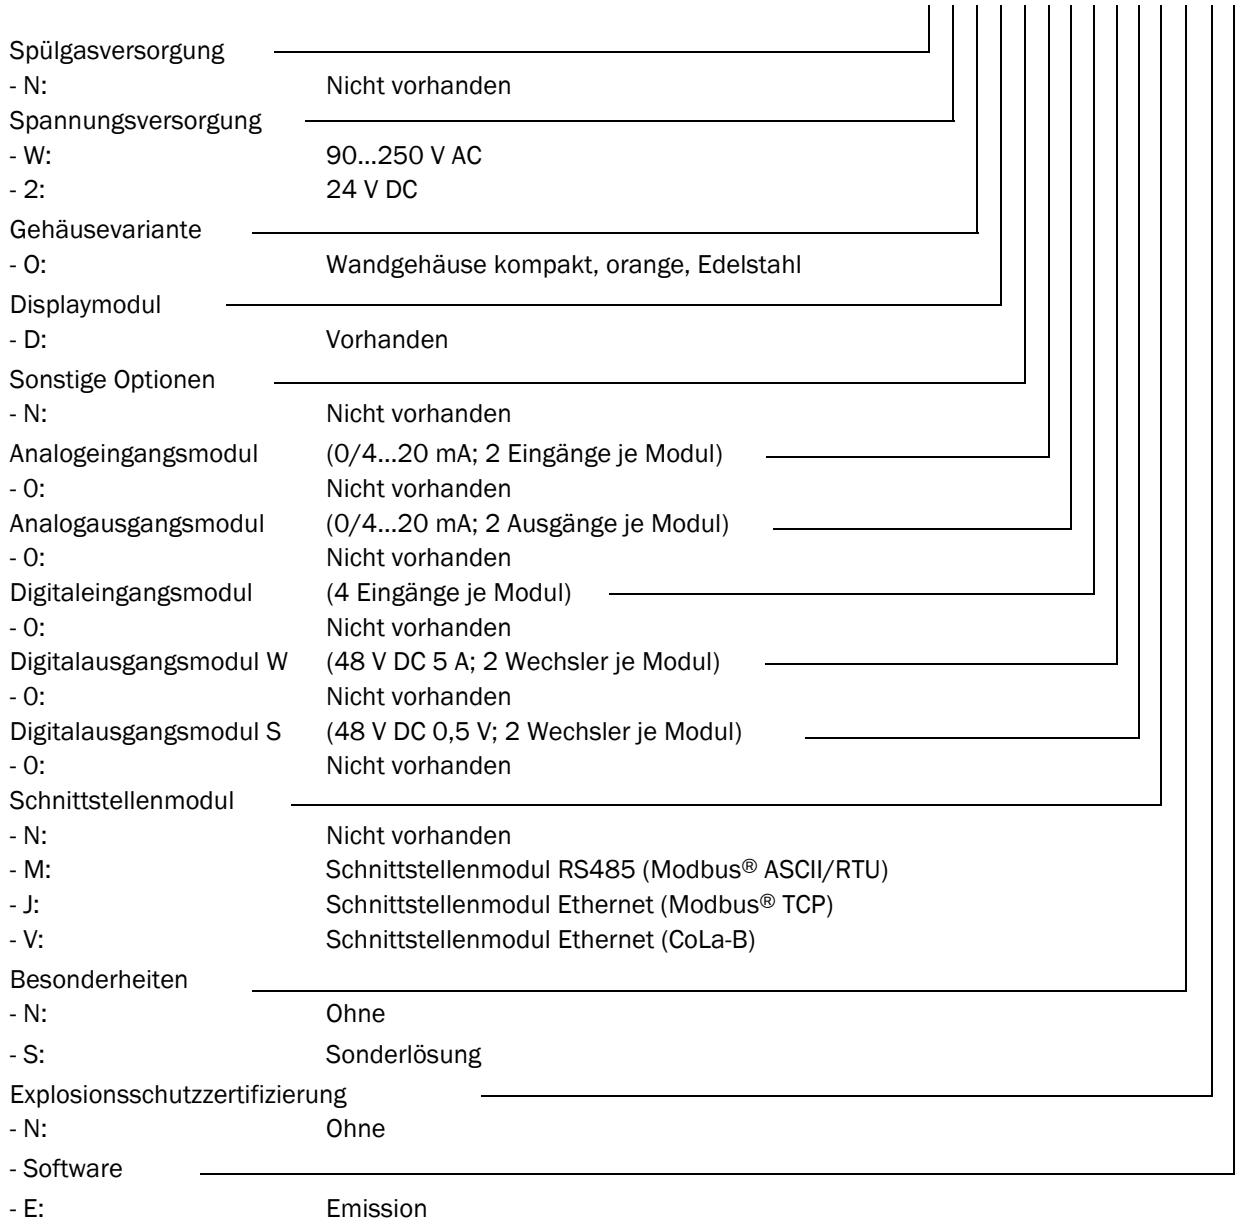 Spülgasversorgung
- N: Nicht vorhanden
Spannungsversorgung
- W: 90...250 V AC
- 2: 24 V DC
Gehäusevariante
- O: Wandgehäuse kompakt, orange, Edelstahl
Displaymodul
- D: Vorhanden
Sonstige Optionen
- N: Nicht vorhanden
Analogeingangsmodul (0/4...20 mA; 2 Eingänge je Modul)
- 0: Nicht vorhanden
Analogausgangsmodul (0/4...20 mA; 2 Ausgänge je Modul)
- 0: Nicht vorhanden
Digitaleingangsmodul (4 Eingänge je Modul)
- 0: Nicht vorhanden
Digitalausgangsmodul W (48 V DC 5 A; 2 Wechsler je Modul)
- 0: Nicht vorhanden
Digitalausgangsmodul S (48 V DC 0,5 V; 2 Wechsler je Modul)
- 0: Nicht vorhanden
Schnittstellenmodul
- N: Nicht vorhanden
- M: Schnittstellenmodul RS485 (Modbus® ASCII/RTU)
- J: Schnittstellenmodul Ethernet (Modbus® TCP)
- V: Schnittstellenmodul Ethernet (CoLa-B)
Besonderheiten
- N: Ohne
- S: Sonderlösung
Explosionsschutzzertifizierung
- N: Ohne
- Software
- E: Emission